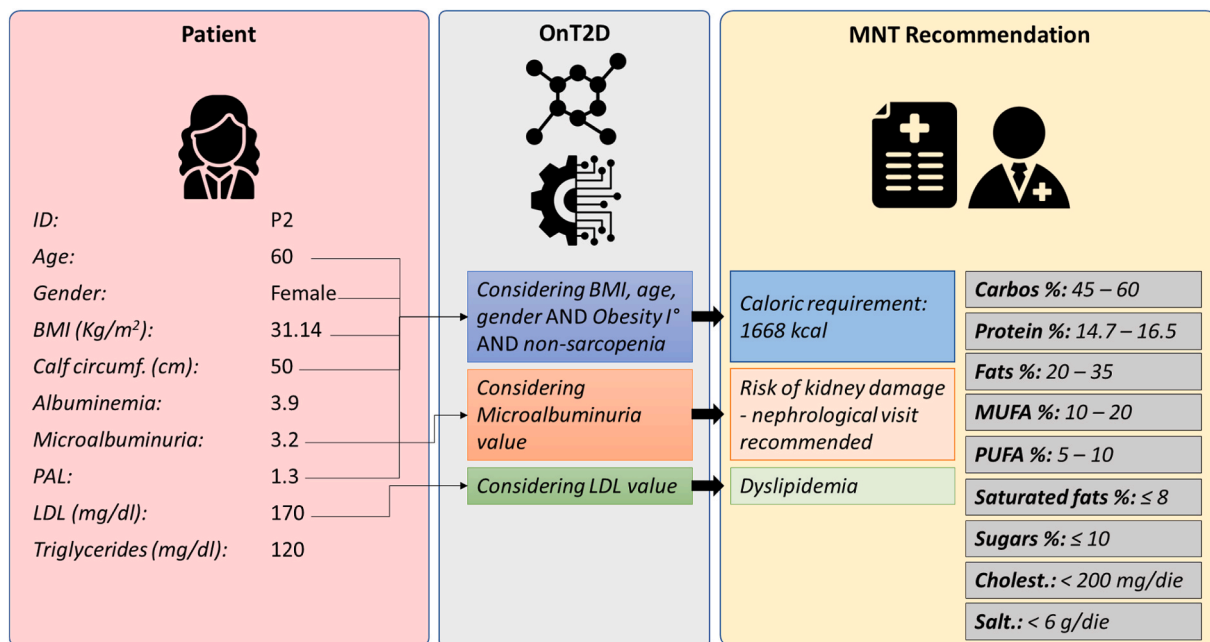 Patient
ID: P2
Age: 60
Gender: Female
BMI (Kg/m²): 31.14
Calf circumf. (cm): 50
Albuminemia: 3.9
Microalbuminuria: 3.2
PAL: 1.3
LDL (mg/dl): 170
Triglycerides (mg/dl): 120
OnT2D
Considering BMI, age,
gender AND Obesity I°
AND non-sarcopenia
Considering
Microalbuminuria
value
Considering LDL value
MNT Recommendation
Caloric requirement:
1668 kcal
Risk of kidney damage
- nephrological visit
recommended
Dyslipidemia
Carbos %: 45 – 60
Protein %: 14.7 – 16.5
Fats %: 20 – 35
MUFA %: 10 – 20
PUFA %: 5 – 10
Saturated fats %: ≤ 8
Sugars %: ≤ 10
Cholest.: < 200 mg/die
Salt.: < 6 g/die